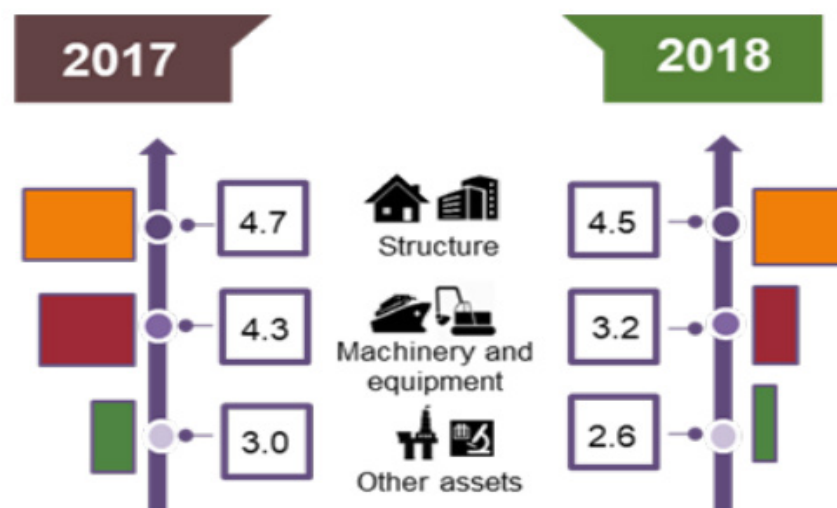 2017
2018
4.7
Structure
4.5
4.3
Machinery and
equipment
3.2
3.0
Other assets
2.6